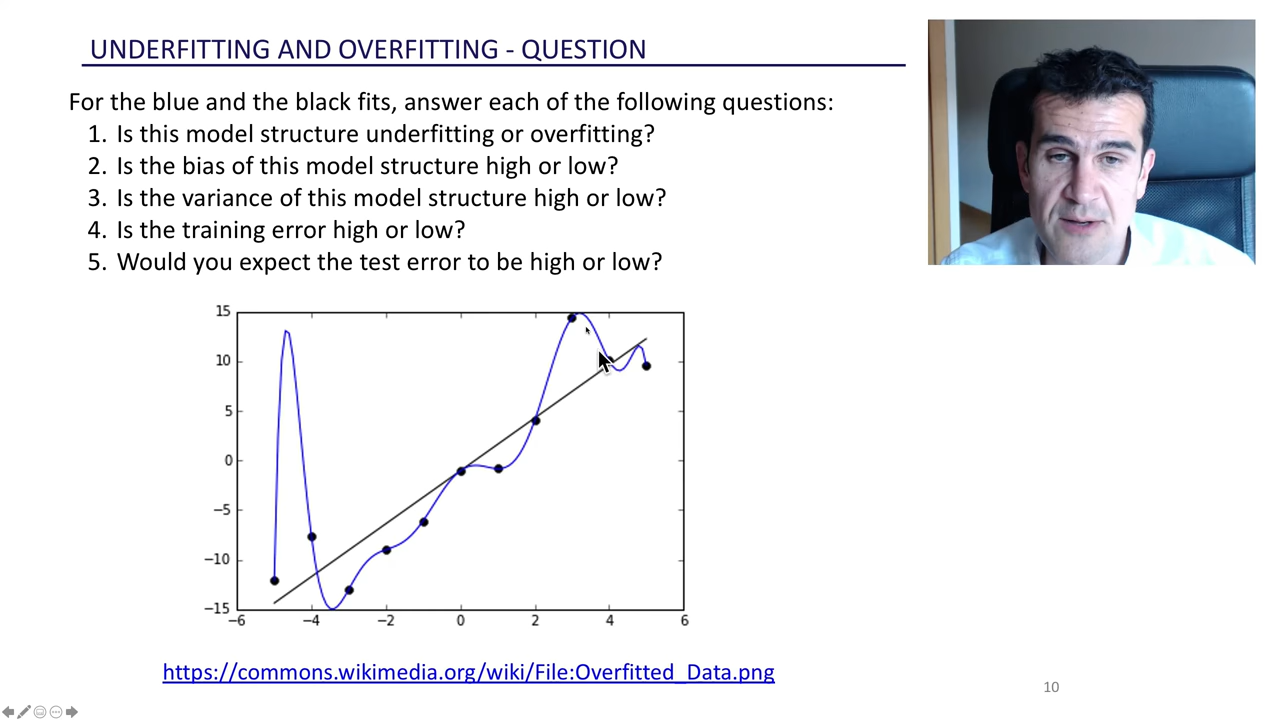 UNDERFITTING AND OVERFITTING - QUESTION
For the blue and the black fits, answer each of the following questions:
1. Is this model structure underfitting or overfitting?
2. Is the bias of this model structure high or low?
3. Is the variance of this model structure high or low?
4. Is the training error high or low?
5. Would you expect the test error to be high or low?
15
10
5
0
−5
−10
−15
−6 −4 −2 0 2 4 6
https://commons.wikimedia.org/wiki/File:Overfitted_Data.png
10